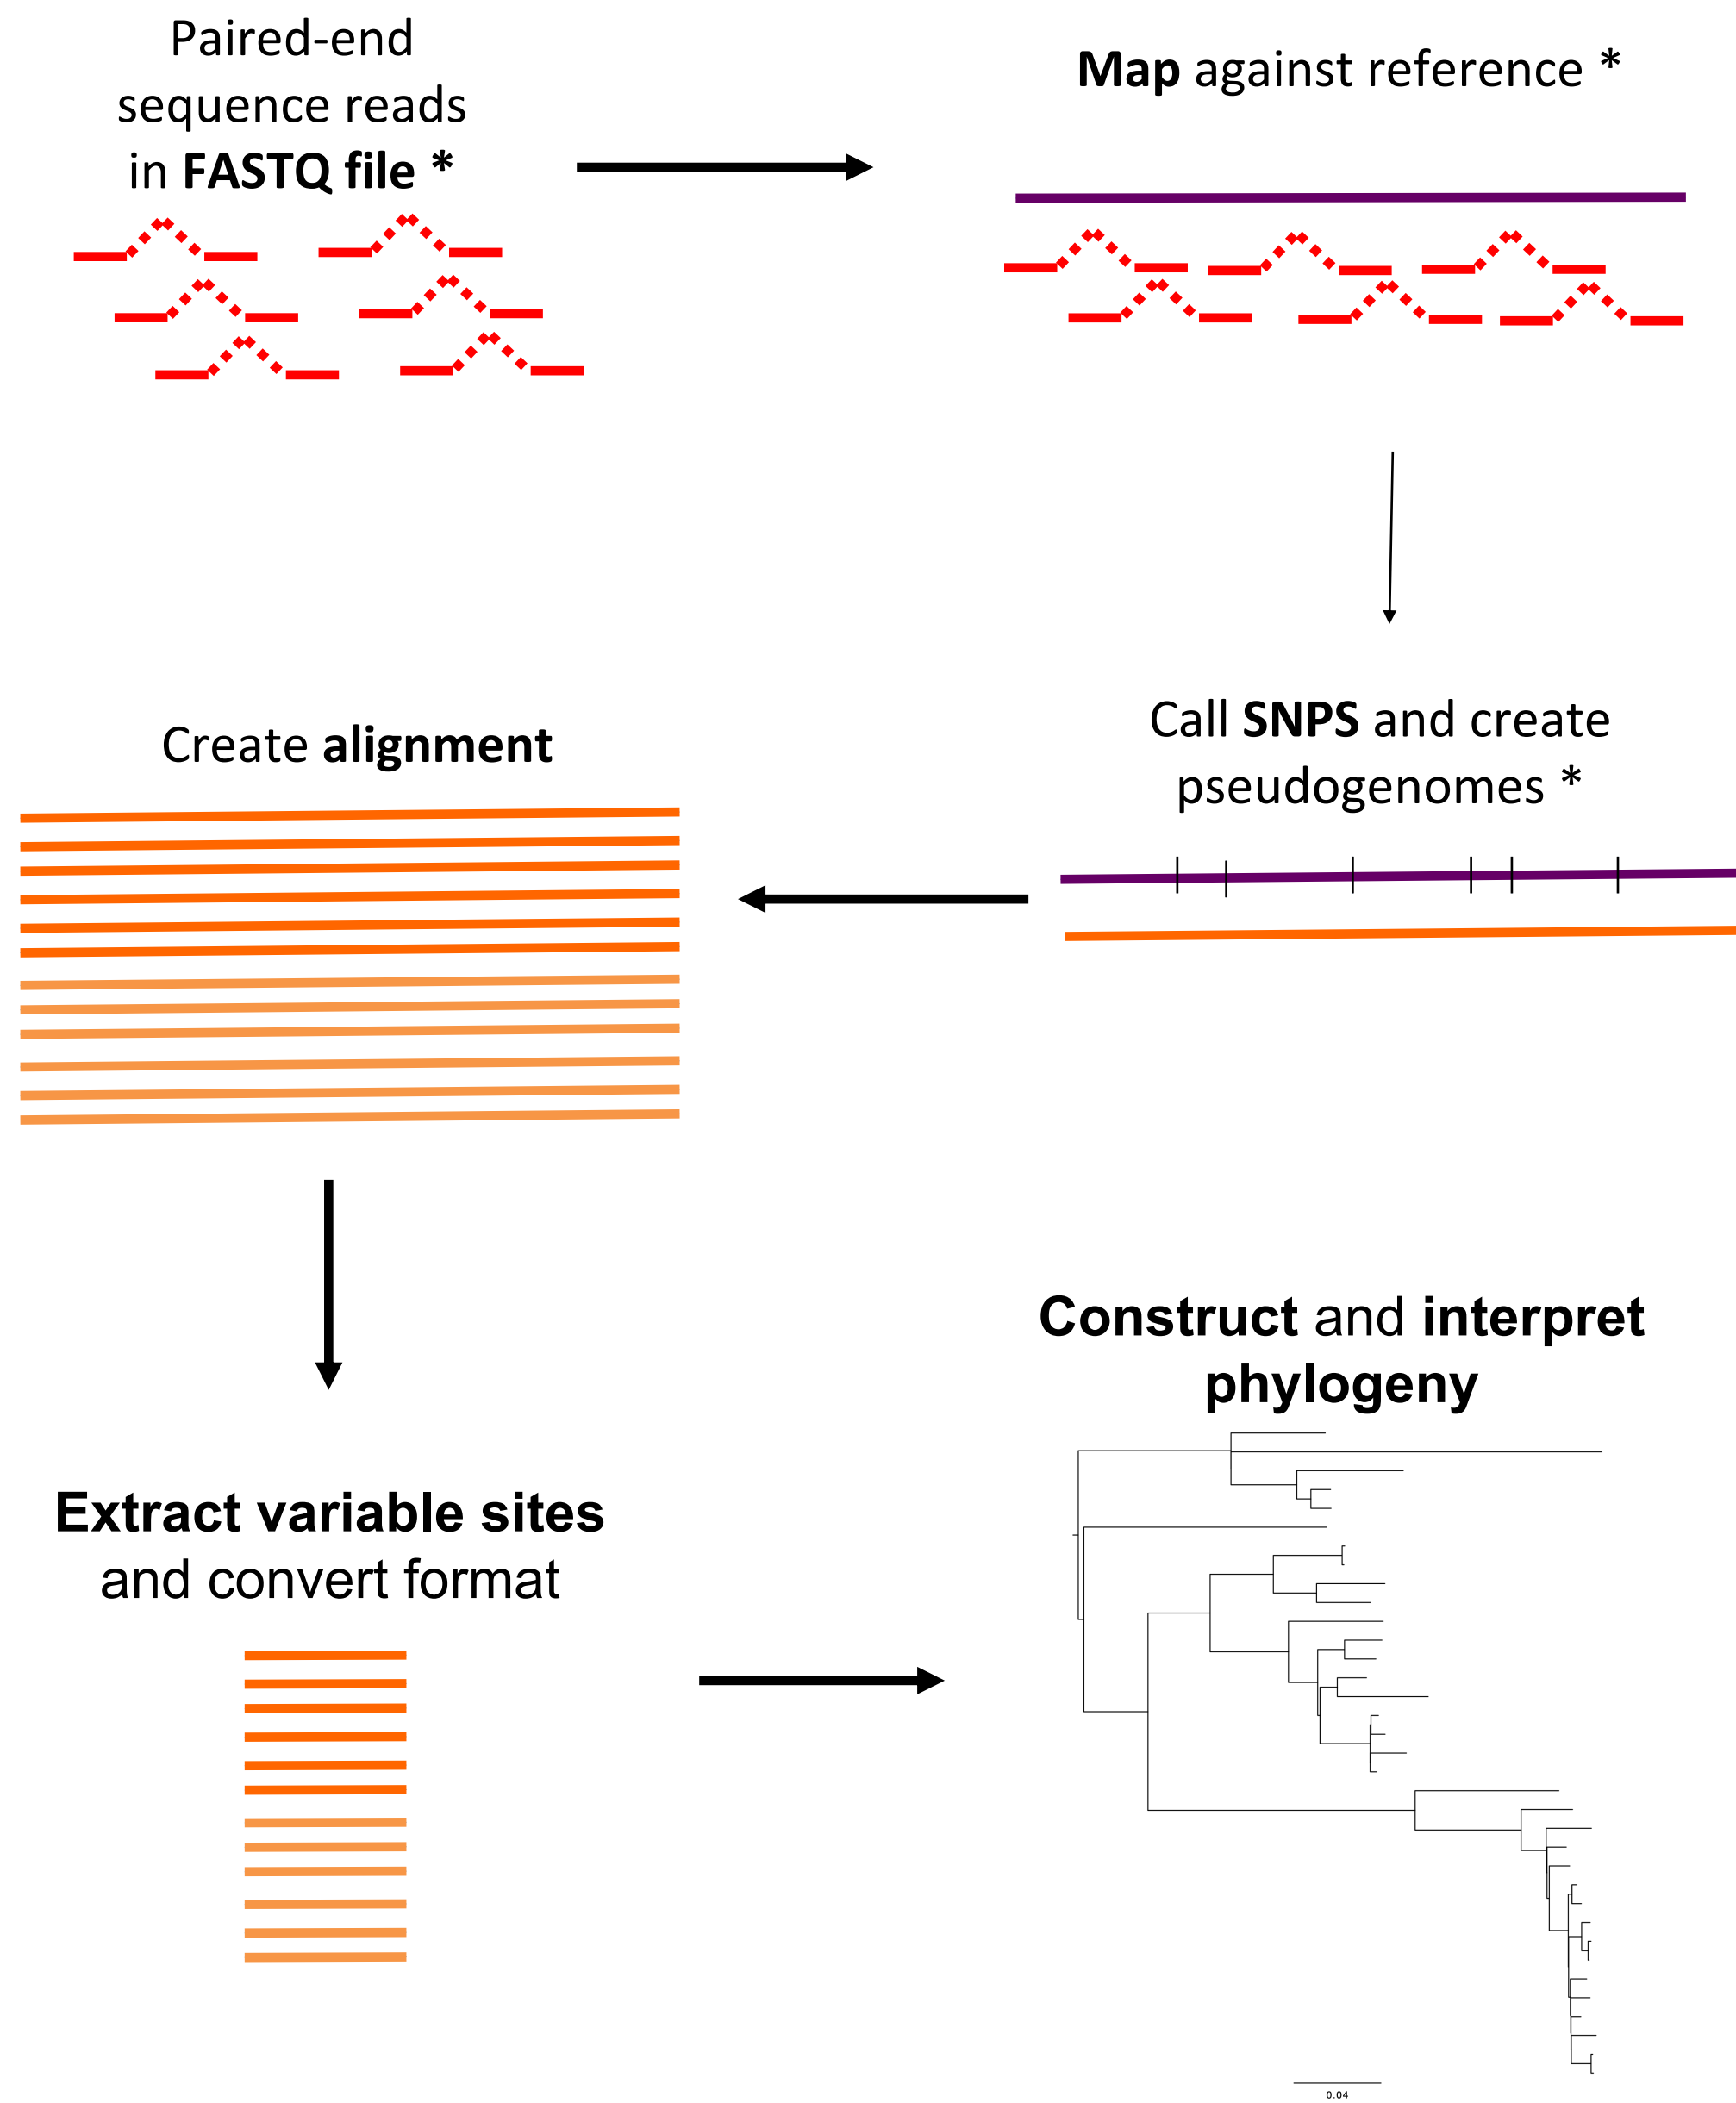 Paired-end
sequence reads
in FASTQ file *
Map against reference *
Call SNPS and create
pseudogenomes *
Create alignment
Extract variable sites
and convert format
Construct and interpret
phylogeny
0.04